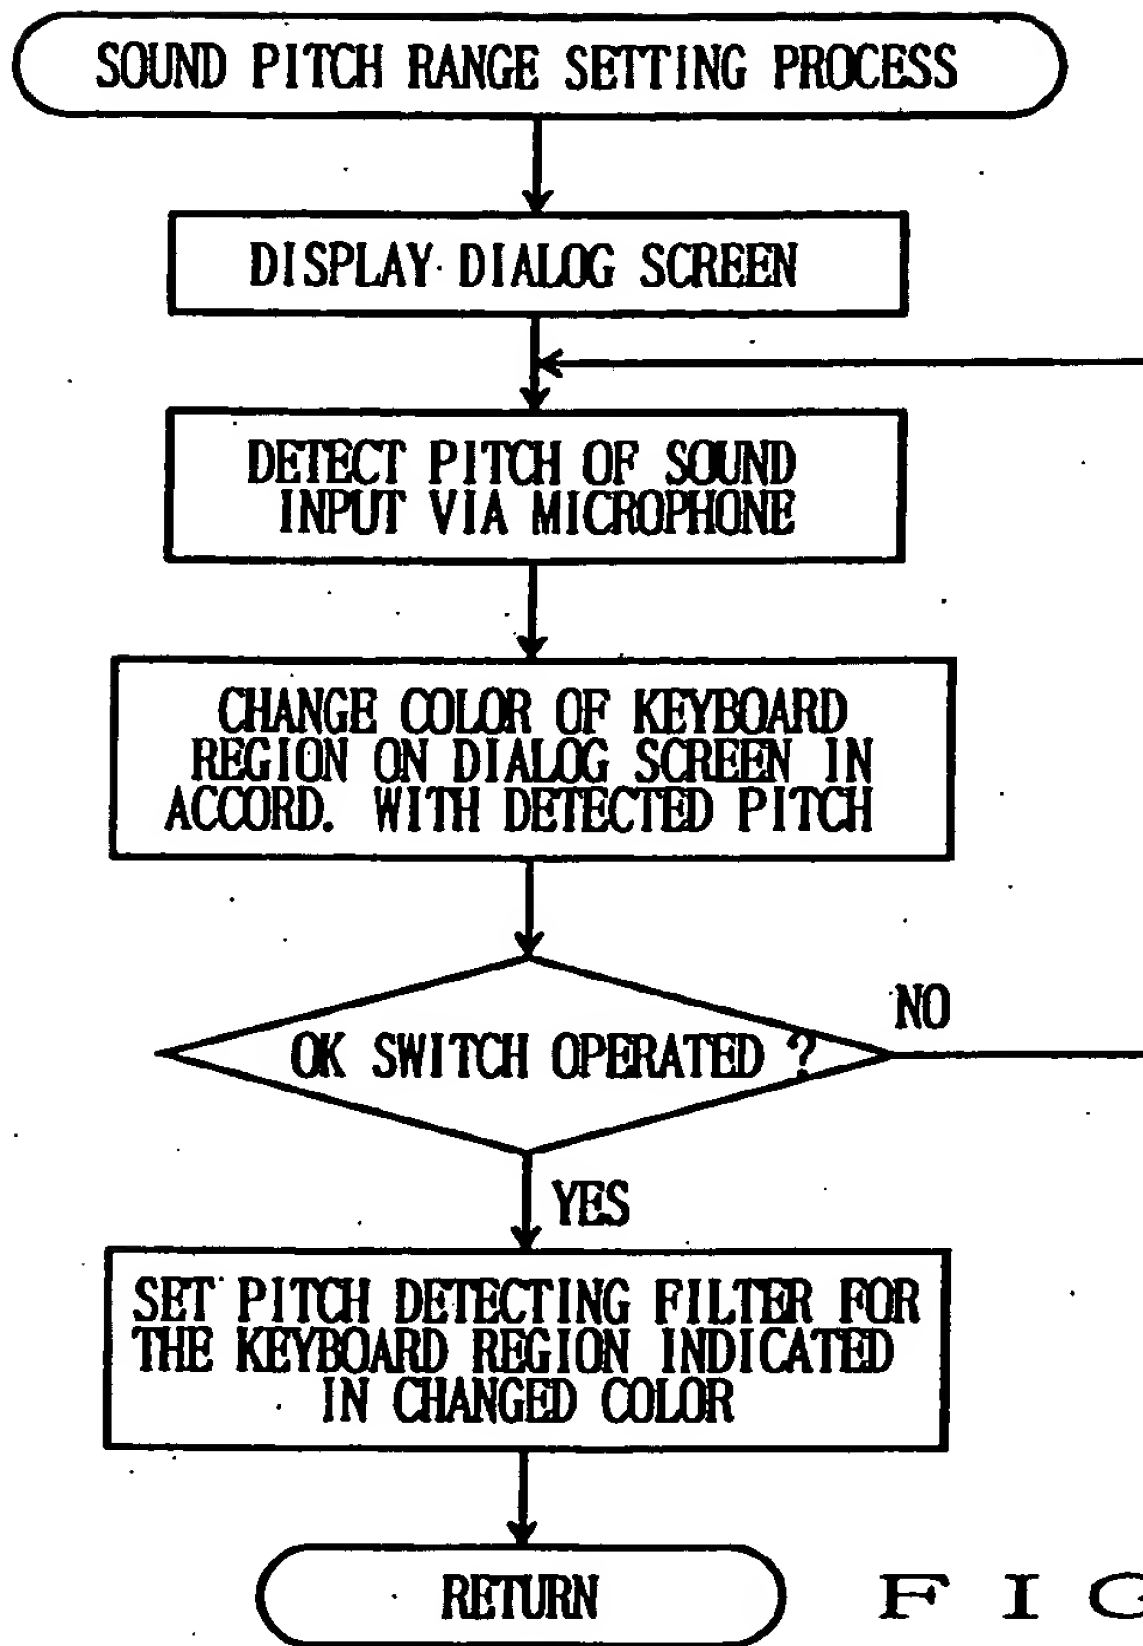 SOUND PITCH RANGE SETTING PROCESS
DISPLAY DIALOG SCREEN
DETECT PITCH OF SOUND
INPUT VIA MICROPHONE
CHANGE COLOR OF KEYBOARD
REGION ON DIALOG SCREEN IN
ACCORD. WITH DETECTED PITCH
OK SWITCH OPERATED ?
NO
YES
SET PITCH DETECTING FILTER FOR
THE KEYBOARD REGION INDICATED
IN CHANGED COLOR
RETURN
FIG